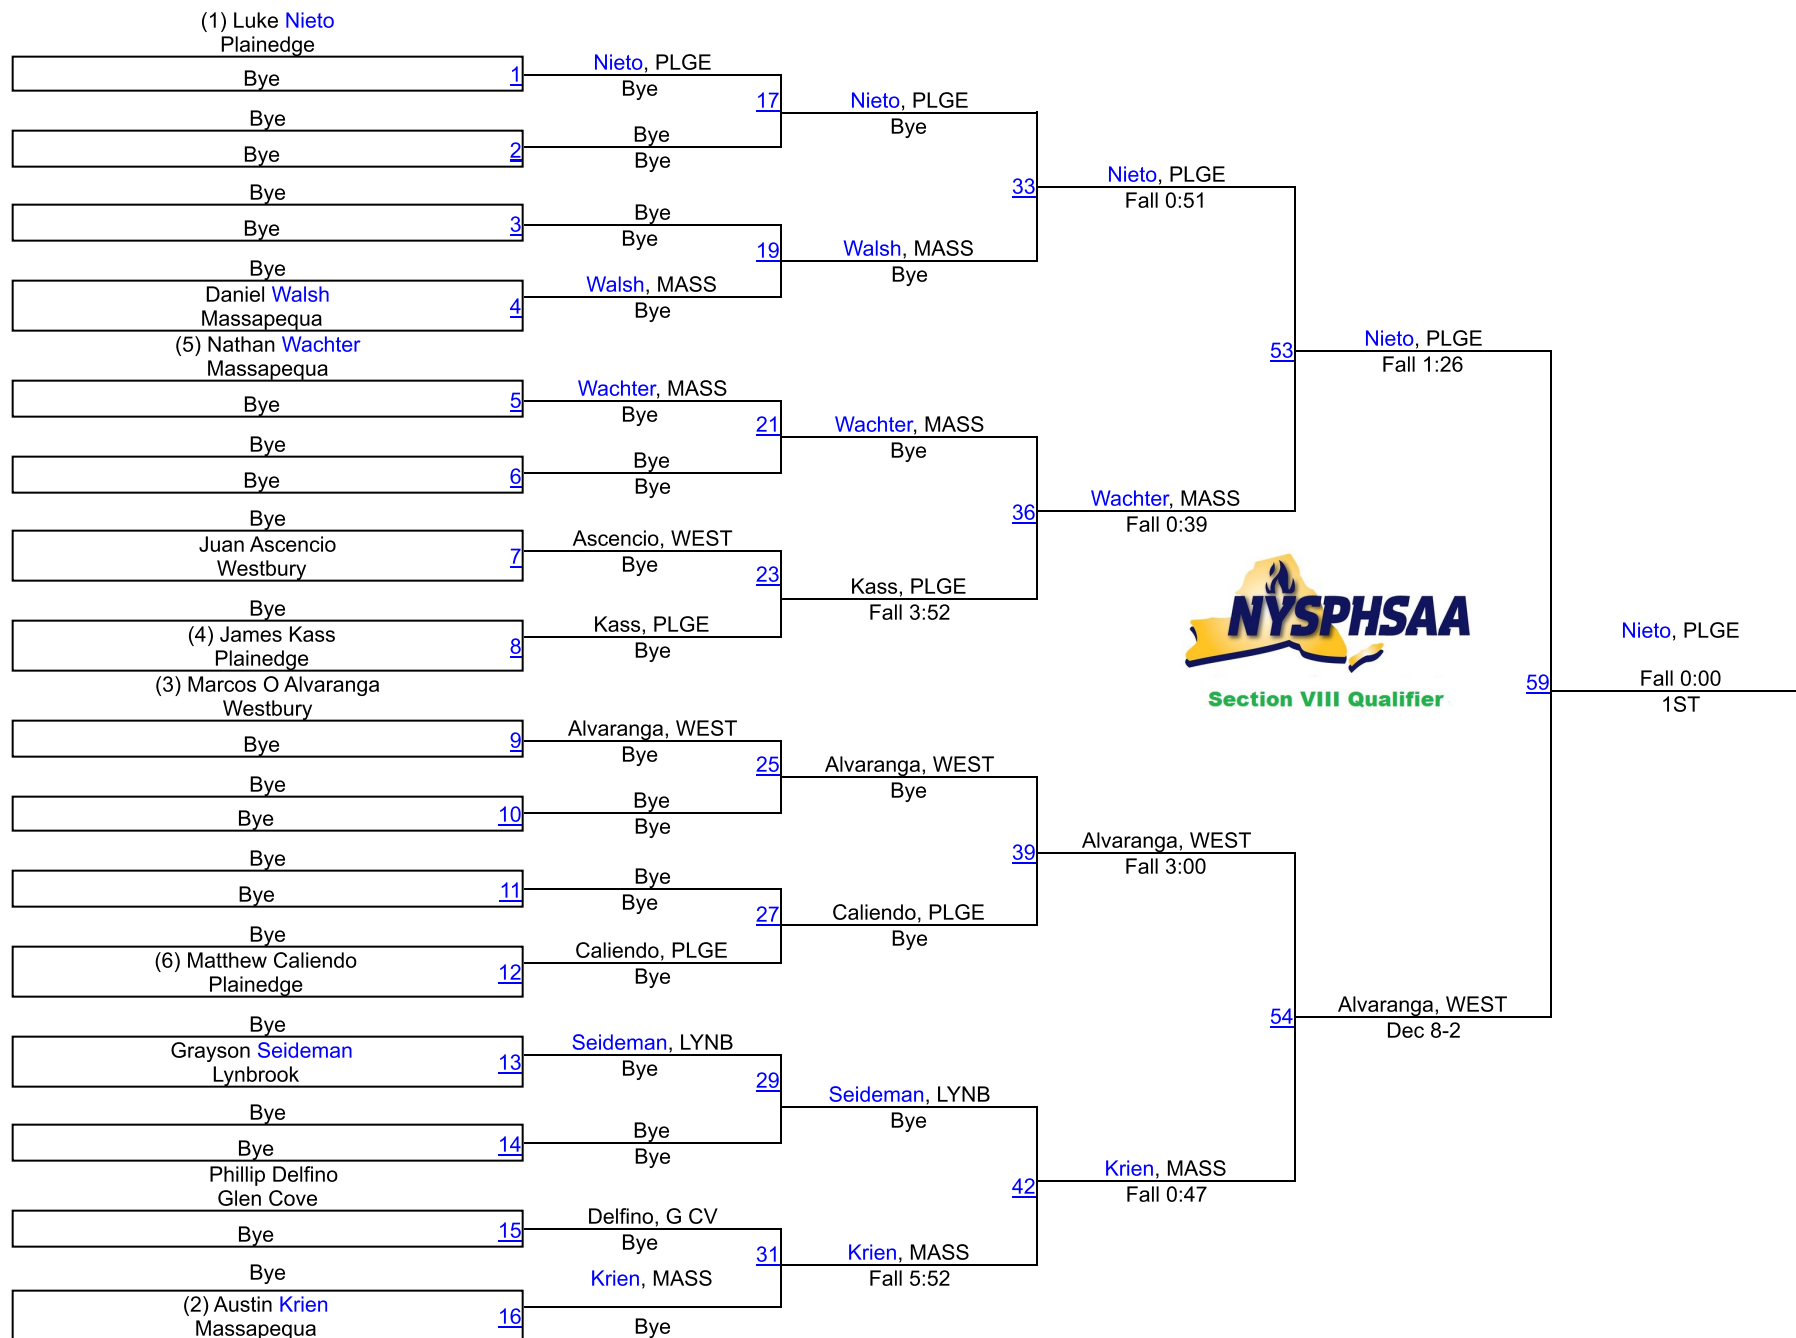 (1) Luke Nieto
Plainedge
Bye
1
Bye
Bye
2
Bye
Bye
3
Bye
Daniel Walsh
Massapequa
4
(5) Nathan Wachter
Massapequa
Bye
5
Bye
Bye
6
Bye
Juan Ascencio
Westbury
7
Bye
(4) James Kass
Plainedge
8
(3) Marcos O Alvaranga
Westbury
Bye
9
Bye
Bye
10
Bye
Bye
11
Bye
(6) Matthew Caliendo
Plainedge
12
Bye
Grayson Seideman
Lynbrook
13
Bye
Bye
14
Phillip Delfino
Glen Cove
Bye
15
Bye
(2) Austin Krien
Massapequa
16
Nieto, PLGE
Bye
17
Bye
Bye
Bye
Bye
19
Walsh, MASS
Bye
Wachter, MASS
Bye
21
Bye
Bye
Ascencio, WEST
Bye
23
Kass, PLGE
Bye
Alvaranga, WEST
Bye
25
Bye
Bye
Bye
Bye
27
Caliendo, PLGE
Bye
Seideman, LYNB
Bye
29
Bye
Bye
Delfino, G CV
Bye
31
Krien, MASS
Bye
Nieto, PLGE
Bye
33
Walsh, MASS
Bye
Wachter, MASS
Bye
36
Kass, PLGE
Fall 3:52
Alvaranga, WEST
Bye
39
Caliendo, PLGE
Bye
Seideman, LYNB
Bye
42
Krien, MASS
Fall 5:52
Nieto, PLGE
Fall 0:51
53
Wachter, MASS
Fall 0:39
NYSPHSAA
Section VIII Qualifier
Alvaranga, WEST
Fall 3:00
54
Krien, MASS
Fall 0:47
Nieto, PLGE
Fall 1:26
59
Alvaranga, WEST
Dec 8-2
Nieto, PLGE
Fall 0:00
1ST